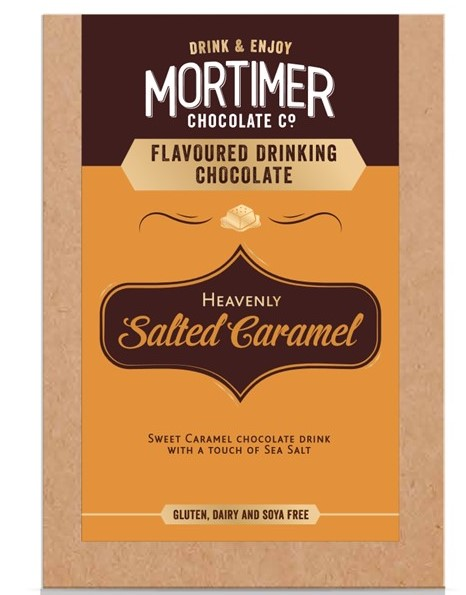 DRINK & ENJOY
MORTIMER
CHOCOLATE Cº
FLAVOURED DRINKING
CHOCOLATE
HEAVENLY
Salted Caramel
SWEET CARAMEL CHOCOLATE DRINK
WITH A TOUCH OF SEA SALT
GLUTEN, DAIRY AND SOYA FREE